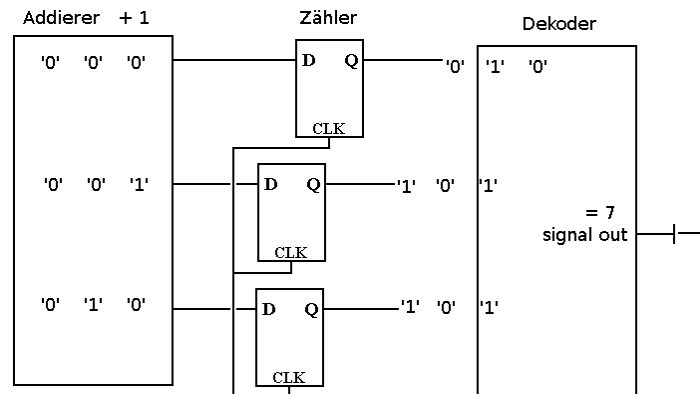 Addierer + 1
Zähler
Dekoder
'0' '0' '0'
D Q
CLK
'0' '1' '0'
'0' '0' '1'
D Q
CLK
'1' '0' '1'
= 7
signal out
'0' '1' '0'
D Q
CLK
'1' '0' '1'